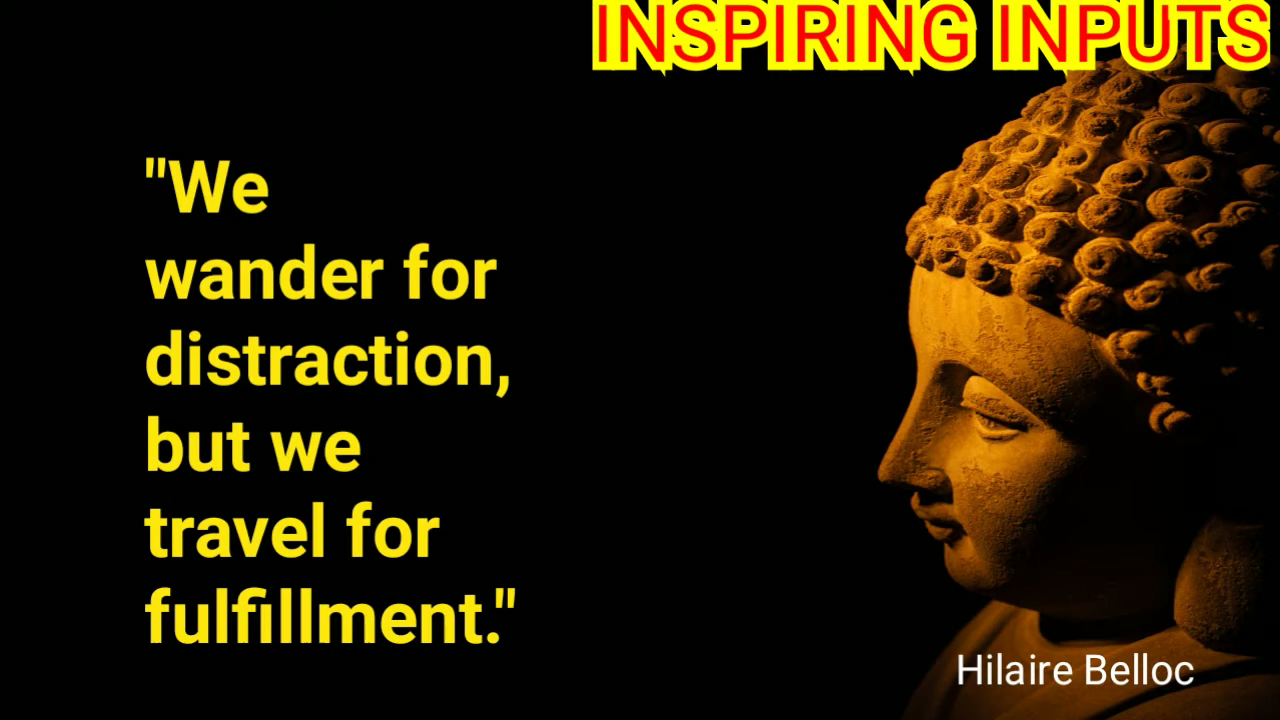 INSPIRING INPUTS
"We
wander for
distraction,
but we
travel for
fulfillment."
Hilaire Belloc